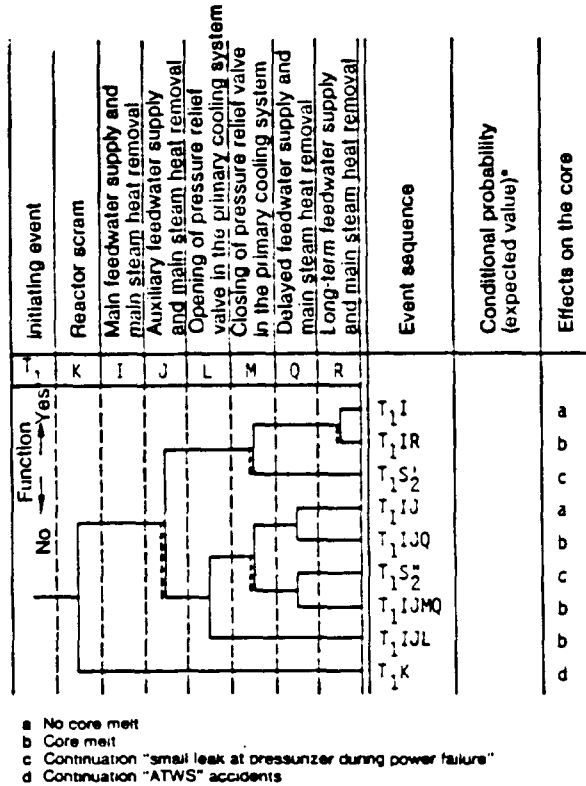 Initiating event
Reactor scram
Main feedwater supply and
main steam heat removal
Auxiliary feedwater supply
and main steam heat removal
Opening of pressure relief
valve in the primary cooling system
Closing of pressure relief valve
in the primary cooling system
Delayed feedwater supply and
main steam heat removal
Long-term feedwater supply
and main steam heat removal
Event sequence
Conditional probability
(expected value)*
Effects on the core
T₁ K I J L M Q R
Function
No Yes
T₁I a
T₁IR b
T₁S₂' c
T₁IJ a
T₁IJQ b
T₁S₂" c
T₁IJMQ b
T₁IJL b
T₁K d
a No core melt
b Core melt
c Continuation "small leak at pressurizer during power failure"
d Continuation "ATWS" accidents